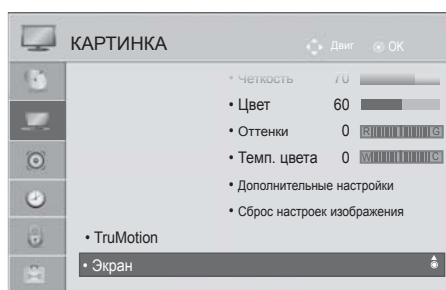 КАРТИНКА
Двиг OK
• Четкость 70
• Цвет 60
• Оттенки 0 R G
• Темп. цвета 0 W C
• Дополнительные настройки
• Сброс настроек изображения
• TruMotion
• Экран